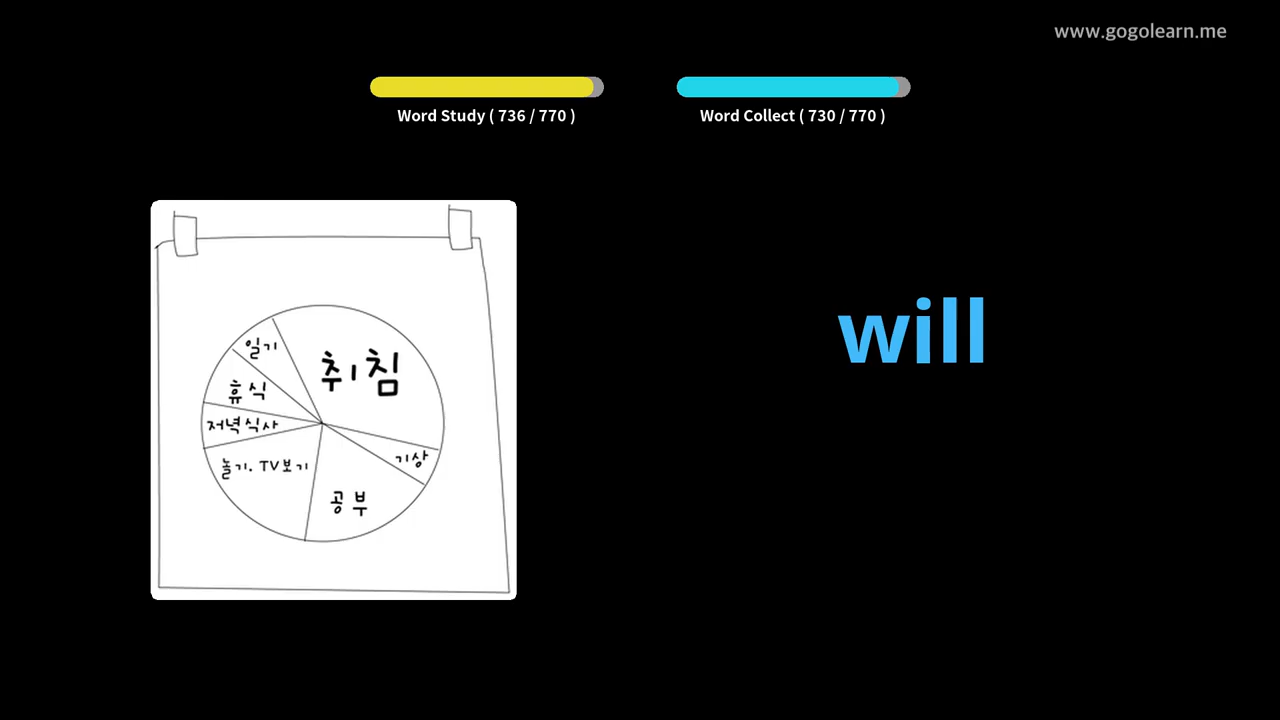 www.gogolearn.me
Word Study ( 736 / 770 )
Word Collect ( 730 / 770 )
will
일기
취침
휴식
저녁식사
놀기. TV보기
기상
공부